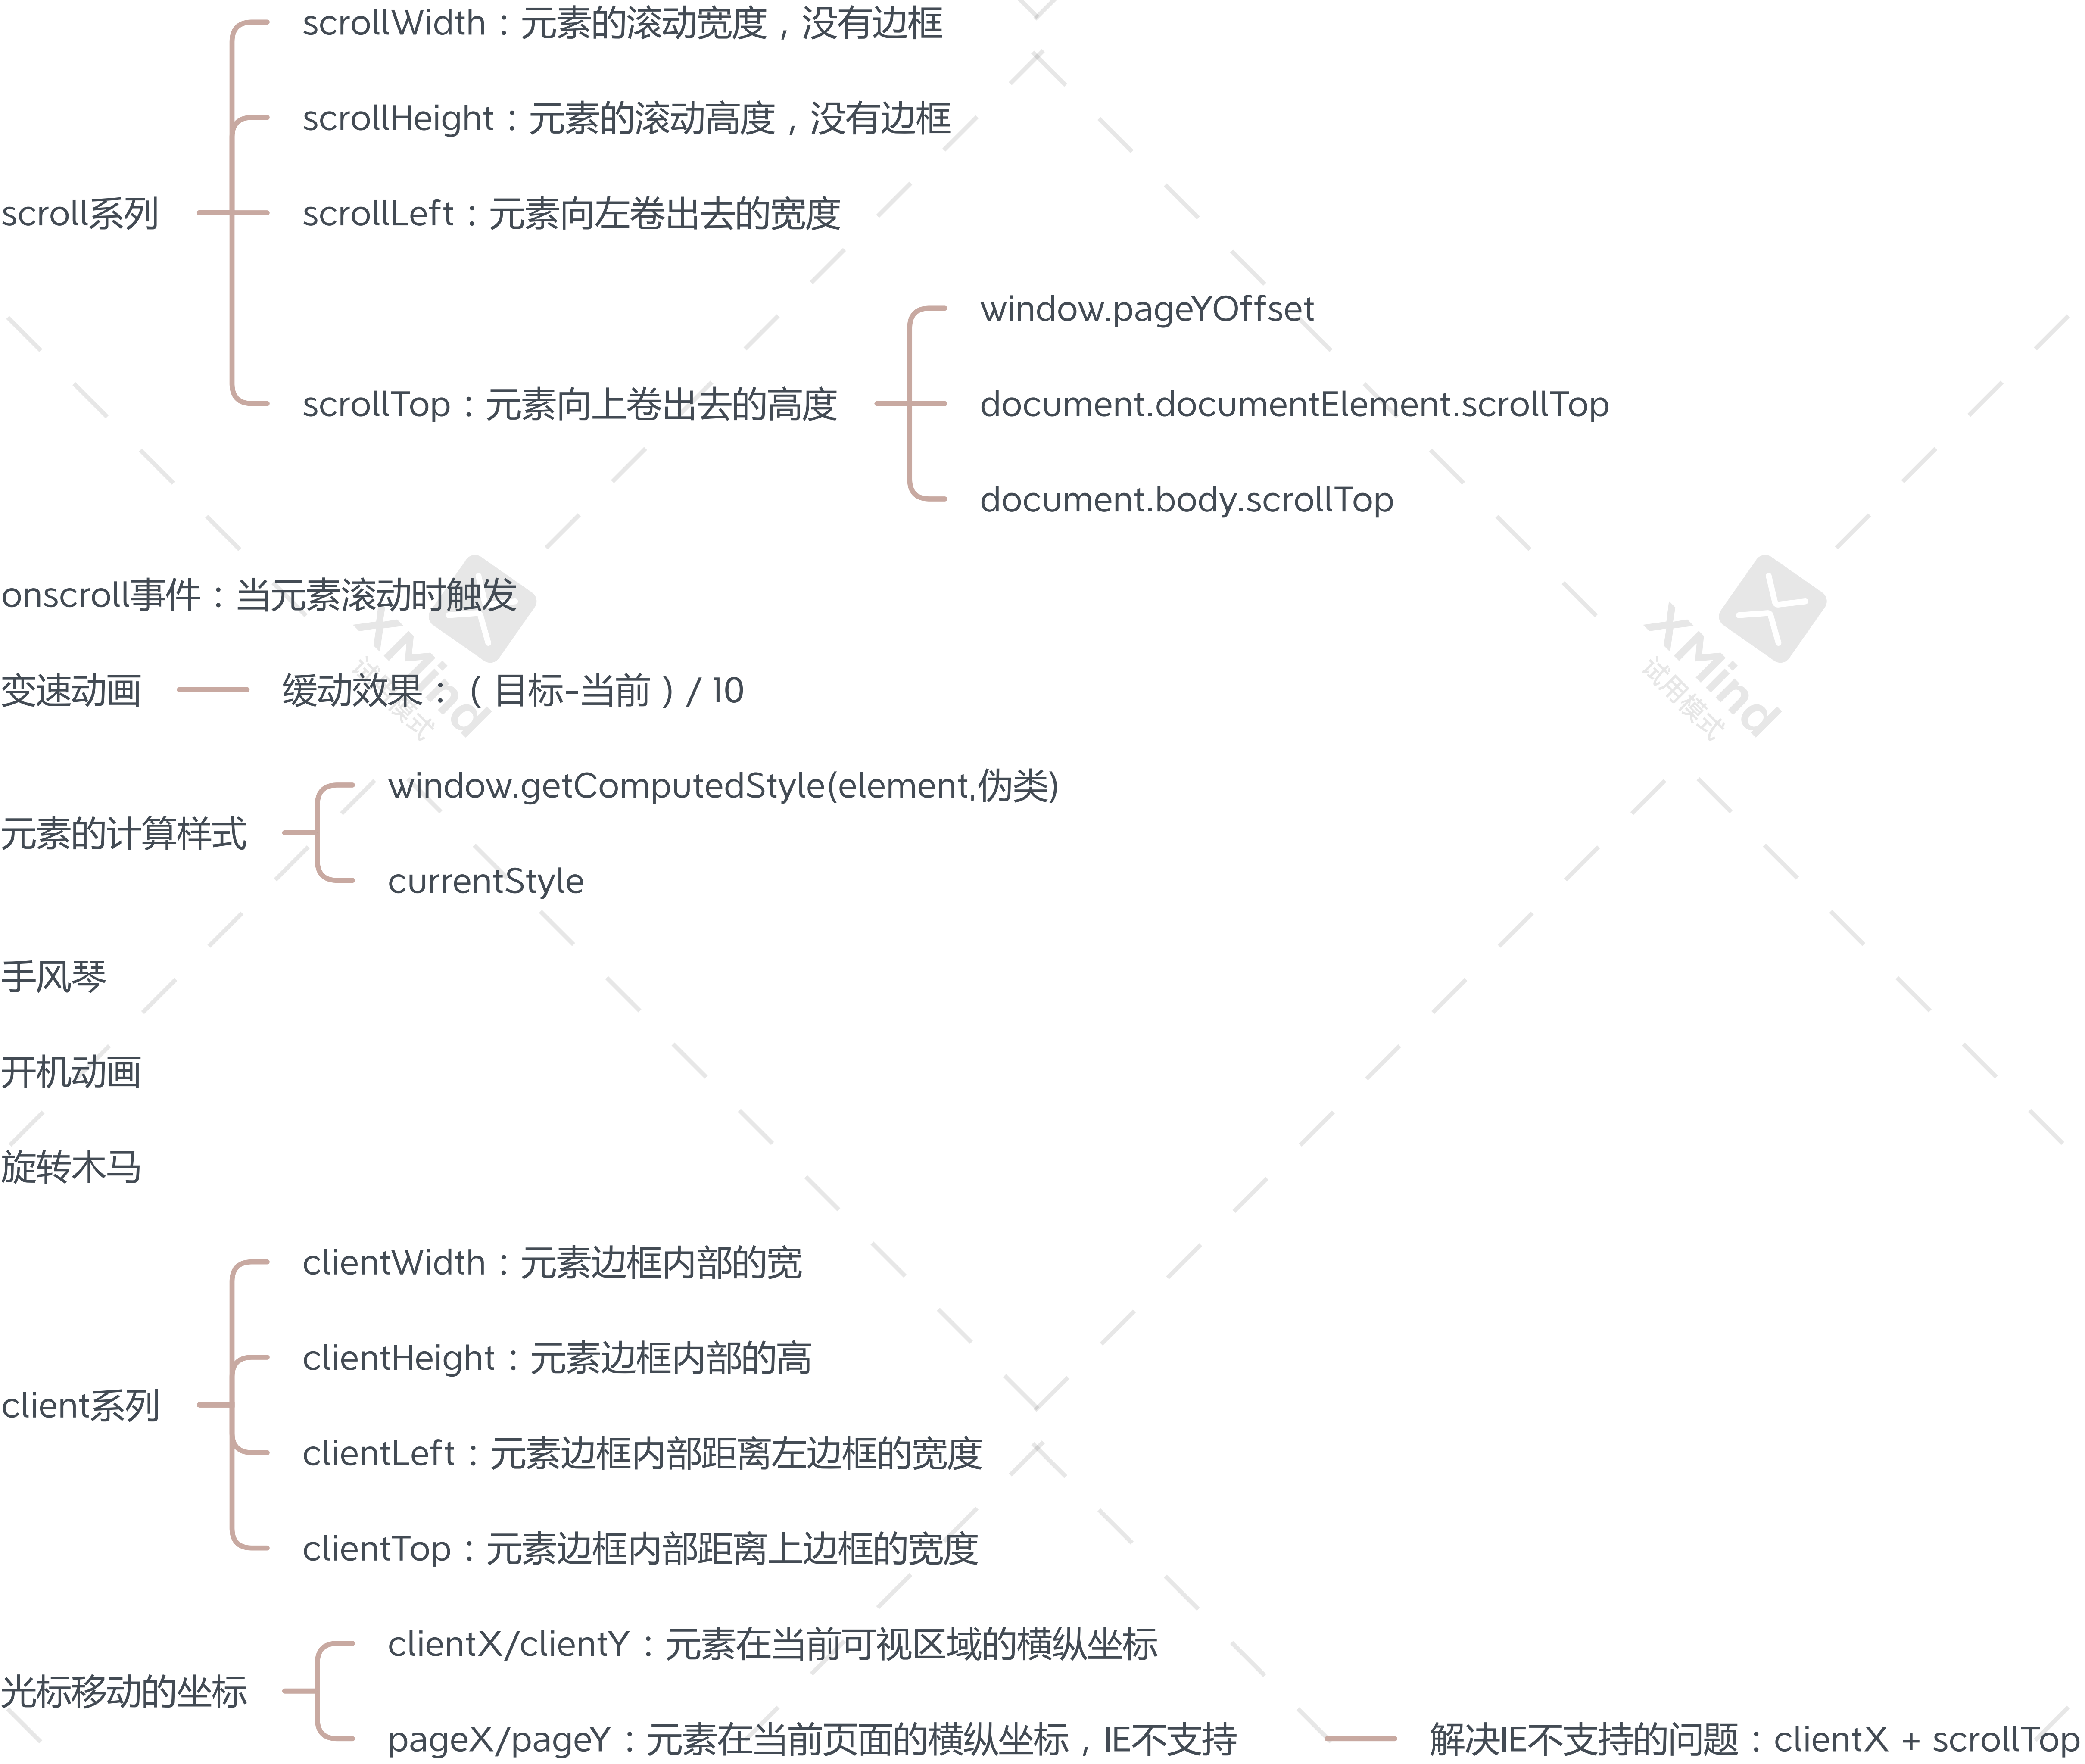 scrollWidth：元素的滚动宽度，没有边框
scrollHeight：元素的滚动高度，没有边框
scroll系列
scrollLeft：元素向左卷出去的宽度
scrollTop：元素向上卷出去的高度
window.pageYOffset
document.documentElement.scrollTop
document.body.scrollTop
onscroll事件：当元素滚动时触发
变速动画
缓动效果：（目标-当前）/ 10
元素的计算样式
window.getComputedStyle(element,伪类)
currentStyle
手风琴
开机动画
旋转木马
client系列
clientWidth：元素边框内部的宽
clientHeight：元素边框内部的高
clientLeft：元素边框内部距离左边框的宽度
clientTop：元素边框内部距离上边框的宽度
光标移动的坐标
clientX/clientY：元素在当前可视区域的横纵坐标
pageX/pageY：元素在当前页面的横纵坐标，IE不支持
解决IE不支持的问题：clientX + scrollTop
XMind
试用模式
XMind
试用模式